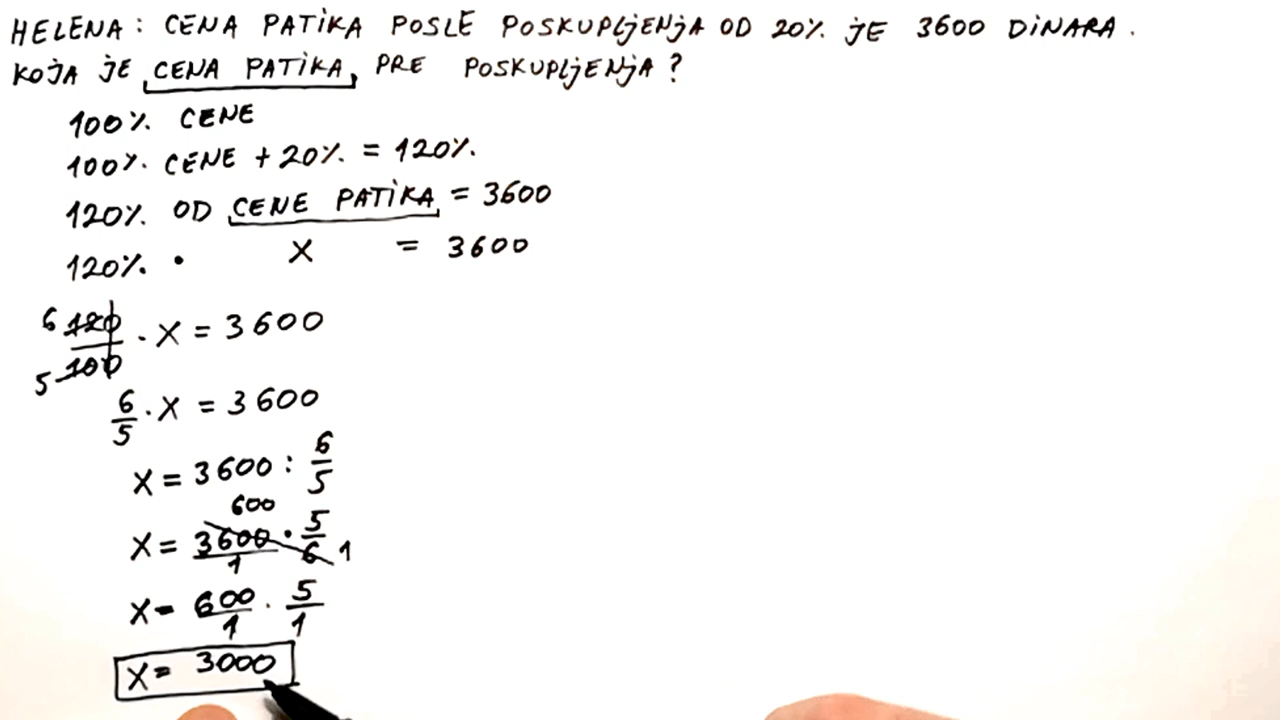 HELENA: CENA PATIKA POSLE POSKUPLJENJA OD 20% JE 3600 DINARA.
KOJA JE CENA PATIKA PRE POSKUPLJENJA?
100% CENE
100% CENE + 20% = 120%
120% OD CENE PATIKA = 3600
120% · X = 3600
6 120/100 5 · X = 3600
6/5 · X = 3600
X = 3600 : 6/5
600
X = 3600/1 · 5/6 1
X = 600/1 · 5/1
X = 3000